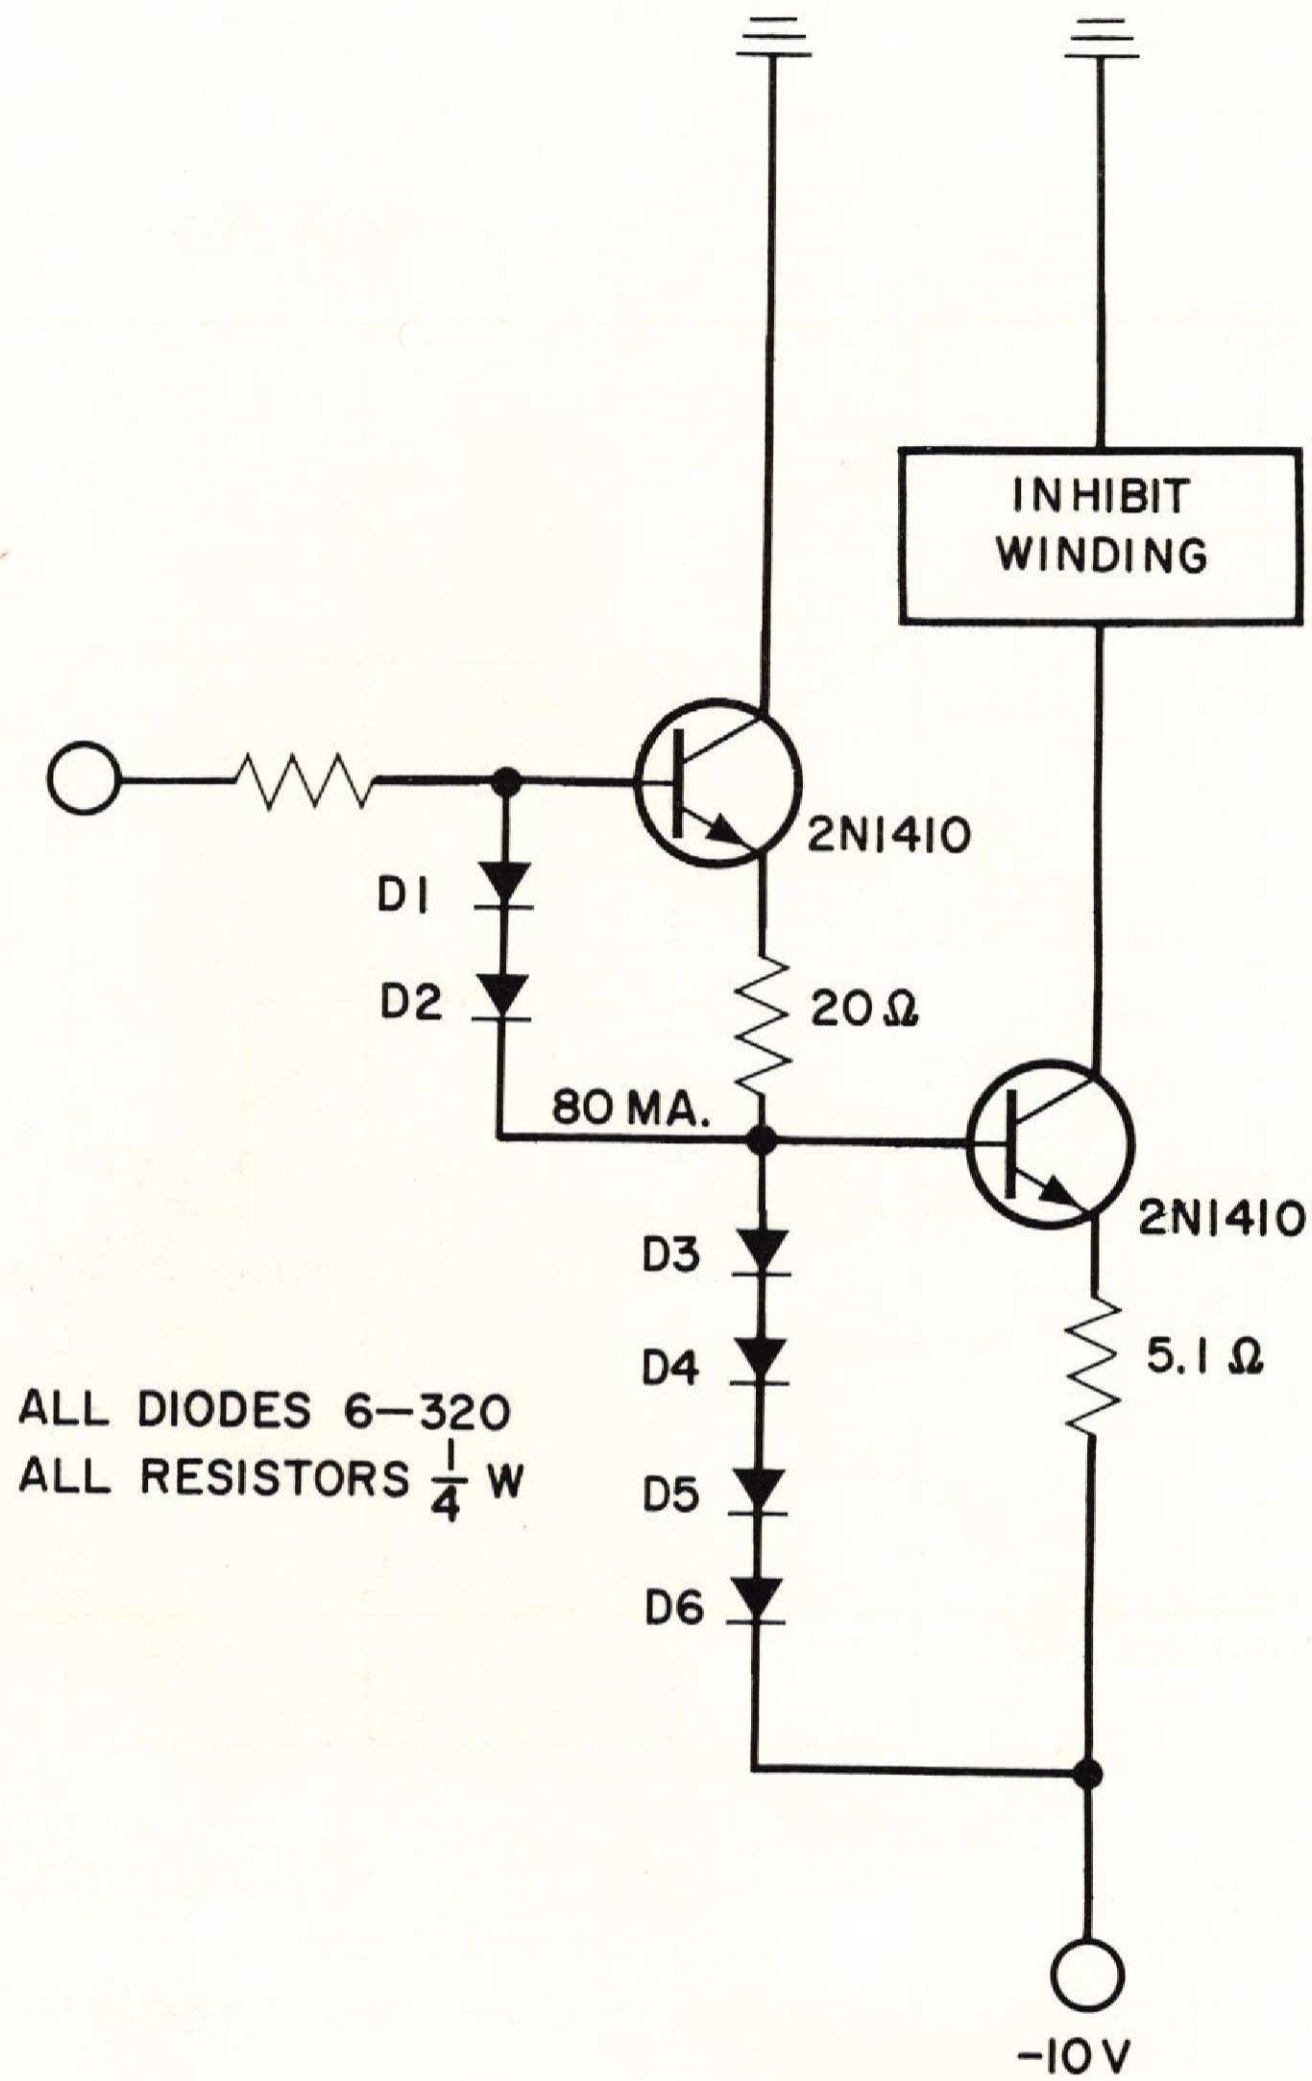 INHIBIT
WINDING
2N1410
D1
D2
20Ω
80 MA.
2N1410
D3
D4
5.1 Ω
ALL DIODES 6-320
ALL RESISTORS 1/4 W
D5
D6
-10V